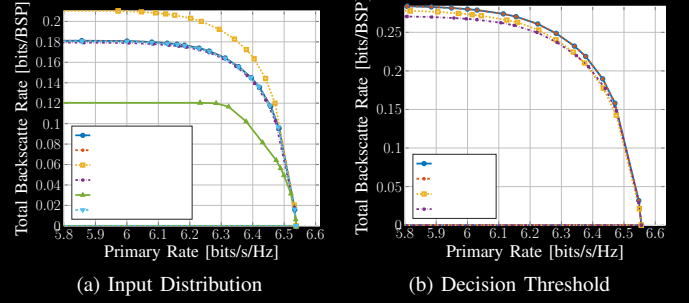 Total Backscatte Rate [bits/BSP]
0.18
0.16
0.14
0.12
0.1
0.08
0.06
0.04
0.02
0
5.8 5.9 6 6.1 6.2 6.3 6.4 6.5 6.6
Primary Rate [bits/s/Hz]
(a) Input Distribution
Total Backscatte Rate [bits/BSP]
0.25
0.2
0.15
0.1
0.05
0
5.8 5.9 6 6.1 6.2 6.3 6.4 6.5 6.6
Primary Rate [bits/s/Hz]
(b) Decision Threshold